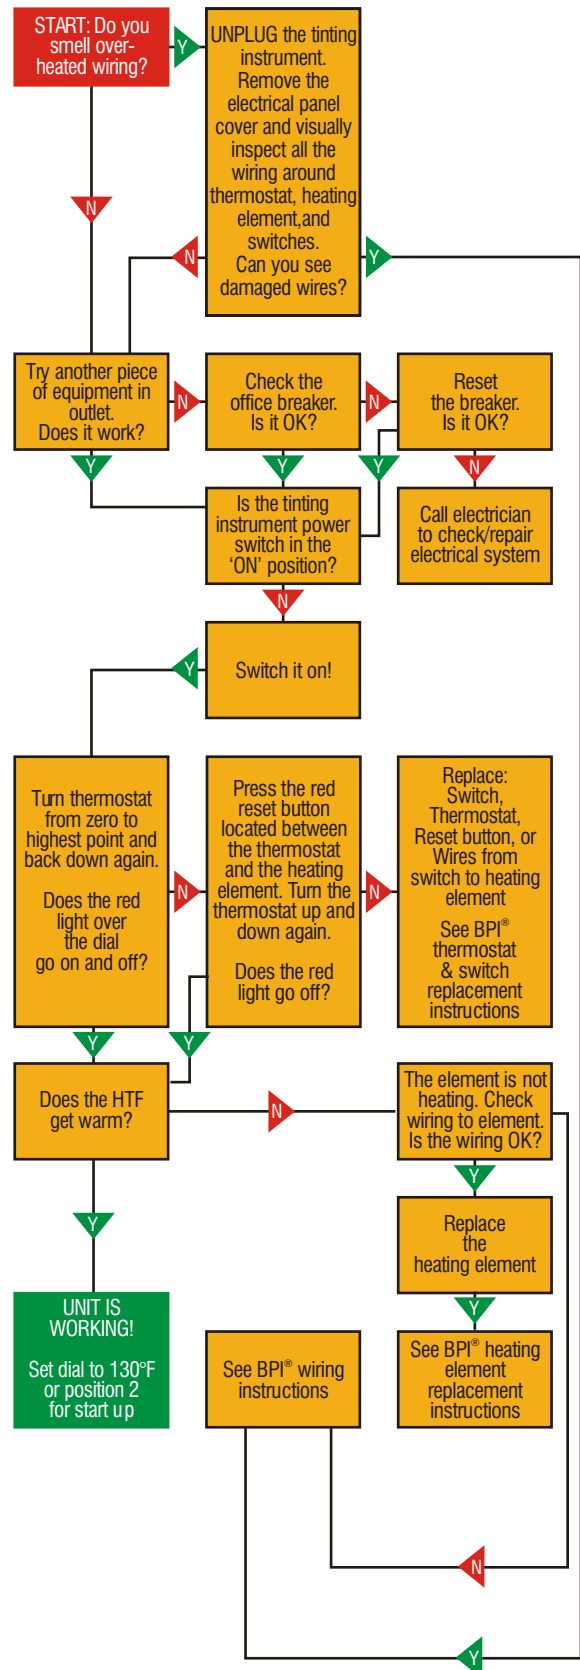 START: Do you
smell over-
heated wiring?
Y
UNPLUG the tinting
instrument.
Remove the
electrical panel
cover and visually
inspect all the
wiring around
thermostat, heating
element,and
switches.
Can you see
damaged wires?
N
N
Y
Try another piece
of equipment in
outlet.
Does it work?
N
Check the
office breaker.
Is it OK?
N
Reset
the breaker.
Is it OK?
Y
Y
Y
N
Is the tinting
instrument power
switch in the
‘ON’ position?
Call electrician
to check/repair
electrical system
N
Y
Switch it on!
Turn thermostat
from zero to
highest point and
back down again.
Does the red
light over
the dial
go on and off?
N
Press the red
reset button
located between
the thermostat
and the heating
element. Turn the
thermostat up and
down again.
Does the red
light go off?
N
Replace:
Switch,
Thermostat,
Reset button, or
Wires from
switch to heating
element
See BPI®
thermostat
& switch
replacement
instructions
Y
Y
Does the HTF
get warm?
N
The element is not
heating. Check
wiring to element.
Is the wiring OK?
Y
Y
Replace
the
heating element
Y
UNIT IS
WORKING!
Set dial to 130°F
or position 2
for start up
See BPI® wiring
instructions
See BPI® heating
element
replacement
instructions
N
Y